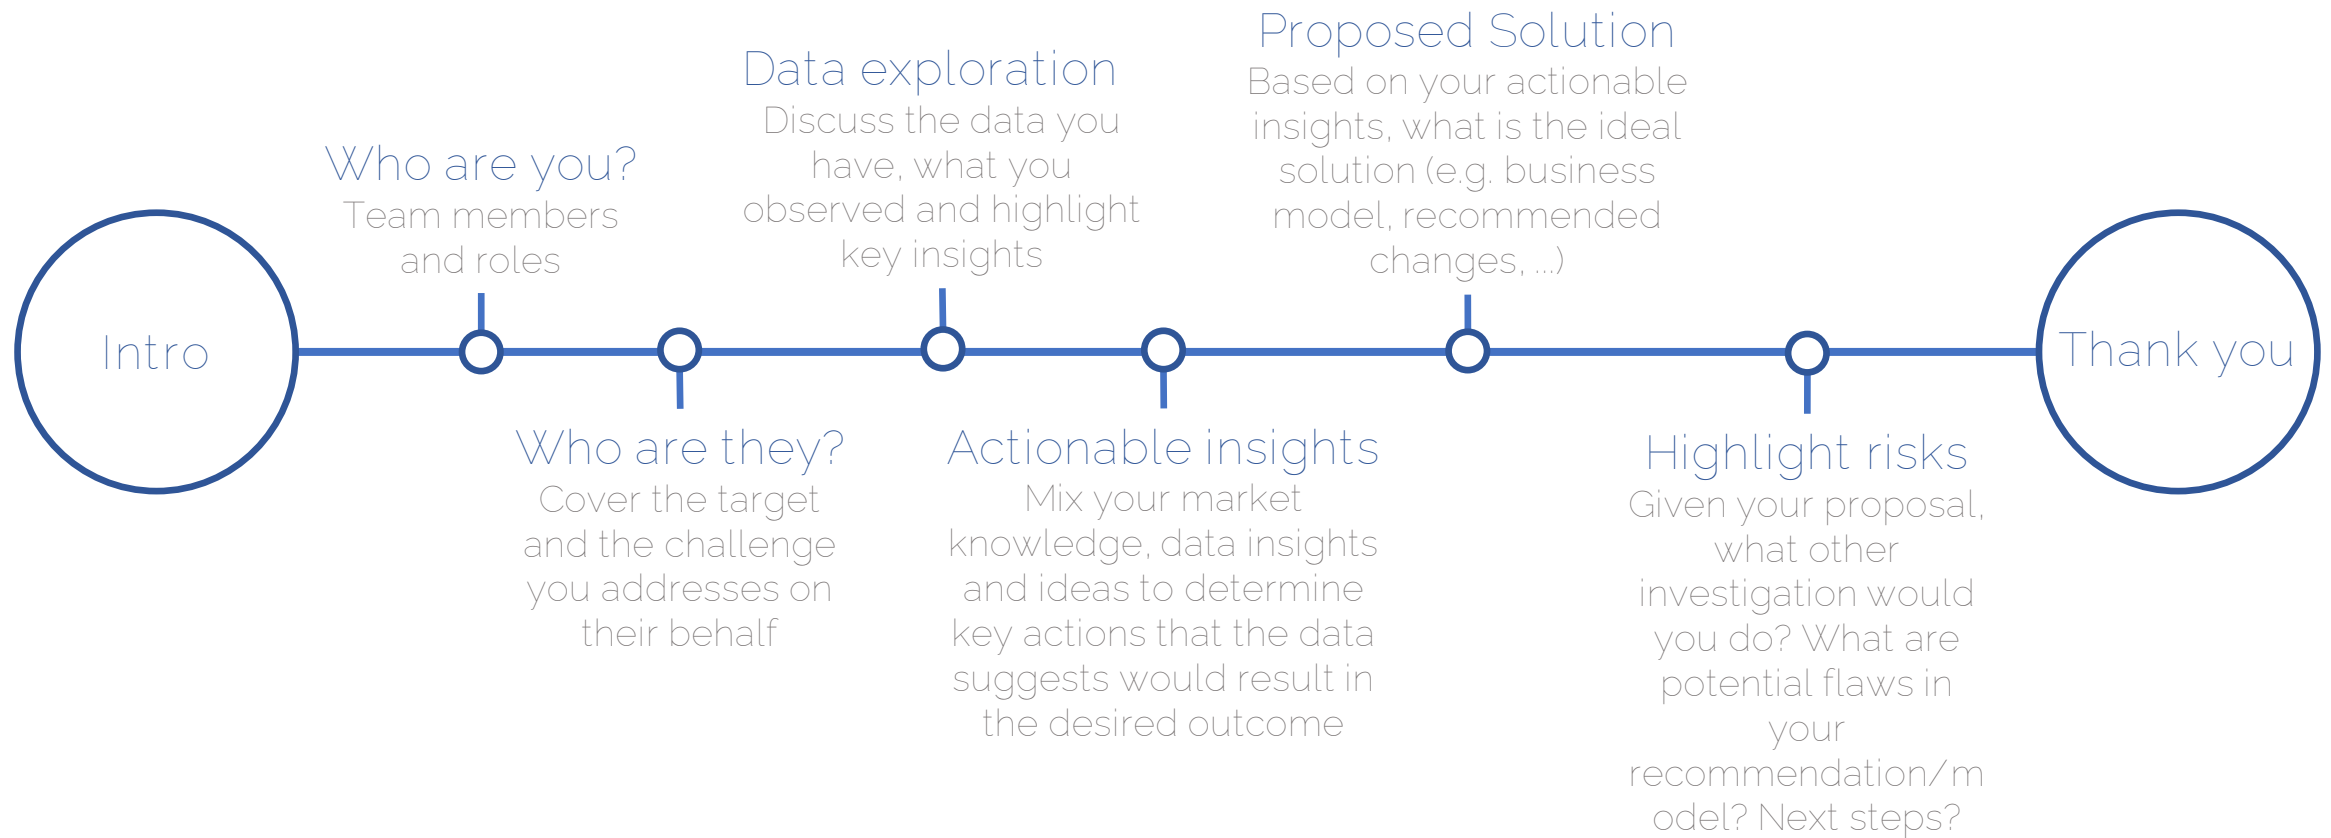 Intro
Who are you?
Team members
and roles
Who are they?
Cover the target
and the challenge
you addresses on
their behalf
Data exploration
Discuss the data you
have, what you
observed and highlight
key insights
Actionable insights
Mix your market
knowledge, data insights
and ideas to determine
key actions that the data
suggests would result in
the desired outcome
Proposed Solution
Based on your actionable
insights, what is the ideal
solution (e.g. business
model, recommended
changes, ...)
Highlight risks
Given your proposal,
what other
investigation would
you do? What are
potential flaws in
your
recommendation/m
odel? Next steps?
Thank you